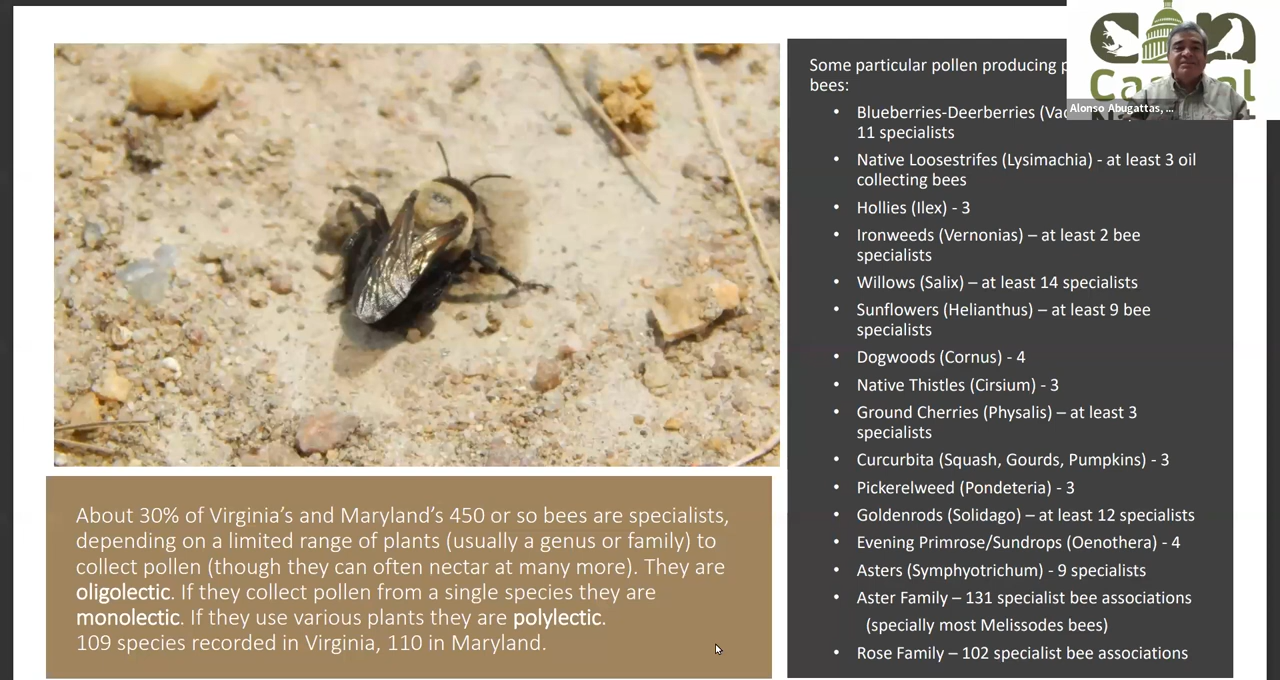 Some particular pollen producing
bees:
• Blueberries-Deerberries
11 specialists
• Native Loosestrifes (Lysimachia) - at least 3 oil
collecting bees
• Hollies (Ilex) - 3
• Ironweeds (Vernonias) – at least 2 bee
specialists
• Willows (Salix) – at least 14 specialists
• Sunflowers (Helianthus) – at least 9 bee
specialists
• Dogwoods (Cornus) - 4
• Native Thistles (Cirsium) - 3
• Ground Cherries (Physalis) – at least 3
specialists
• Curcurbita (Squash, Gourds, Pumpkins) - 3
• Pickerelweed (Pondeteria) - 3
• Goldenrods (Solidago) – at least 12 specialists
• Evening Primrose/Sundrops (Oenothera) - 4
• Asters (Symphyotrichum) - 9 specialists
• Aster Family – 131 specialist bee associations
(specially most Melissodes bees)
• Rose Family – 102 specialist bee associations
Alonso Abugattas, ...
About 30% of Virginia’s and Maryland’s 450 or so bees are specialists,
depending on a limited range of plants (usually a genus or family) to
collect pollen (though they can often nectar at many more). They are
oligolectic. If they collect pollen from a single species they are
monolectic. If they use various plants they are polylectic.
109 species recorded in Virginia, 110 in Maryland.